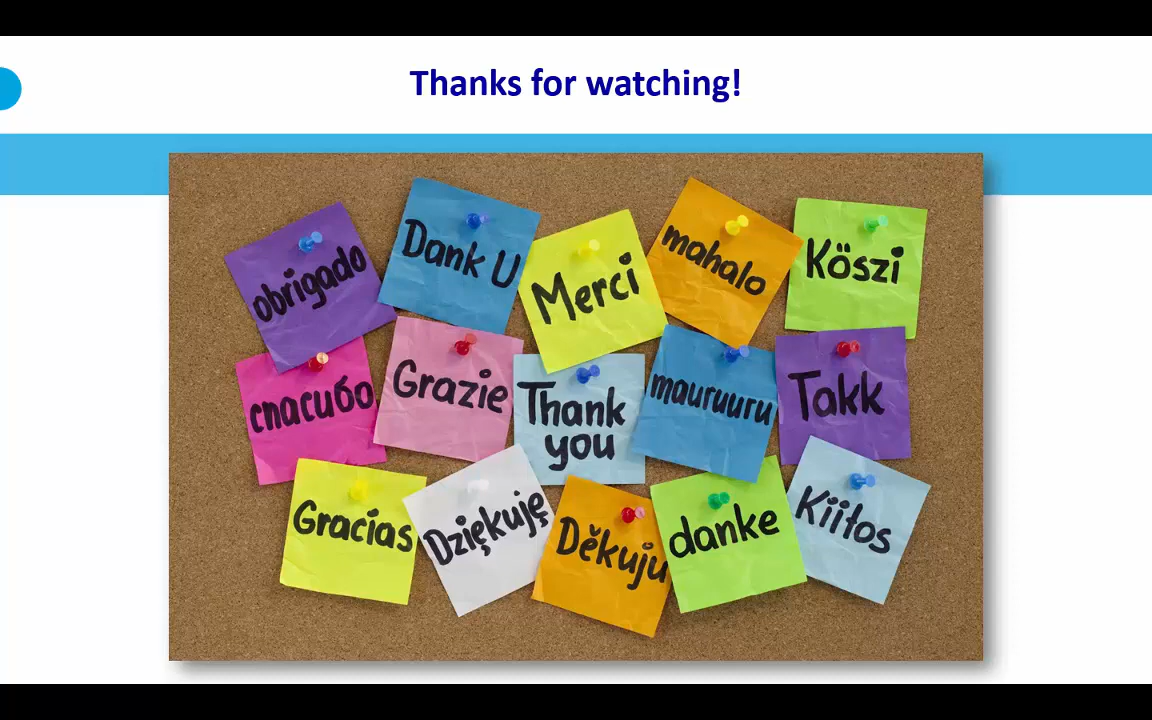 Thanks for watching!
obrigado
Dank U
Merci
mahalo
Köszi
спасибо
Grazie
Thank
you
mauruuru
Takk
Gracias
Dziękuję
Děkuju
danke
Kiitos